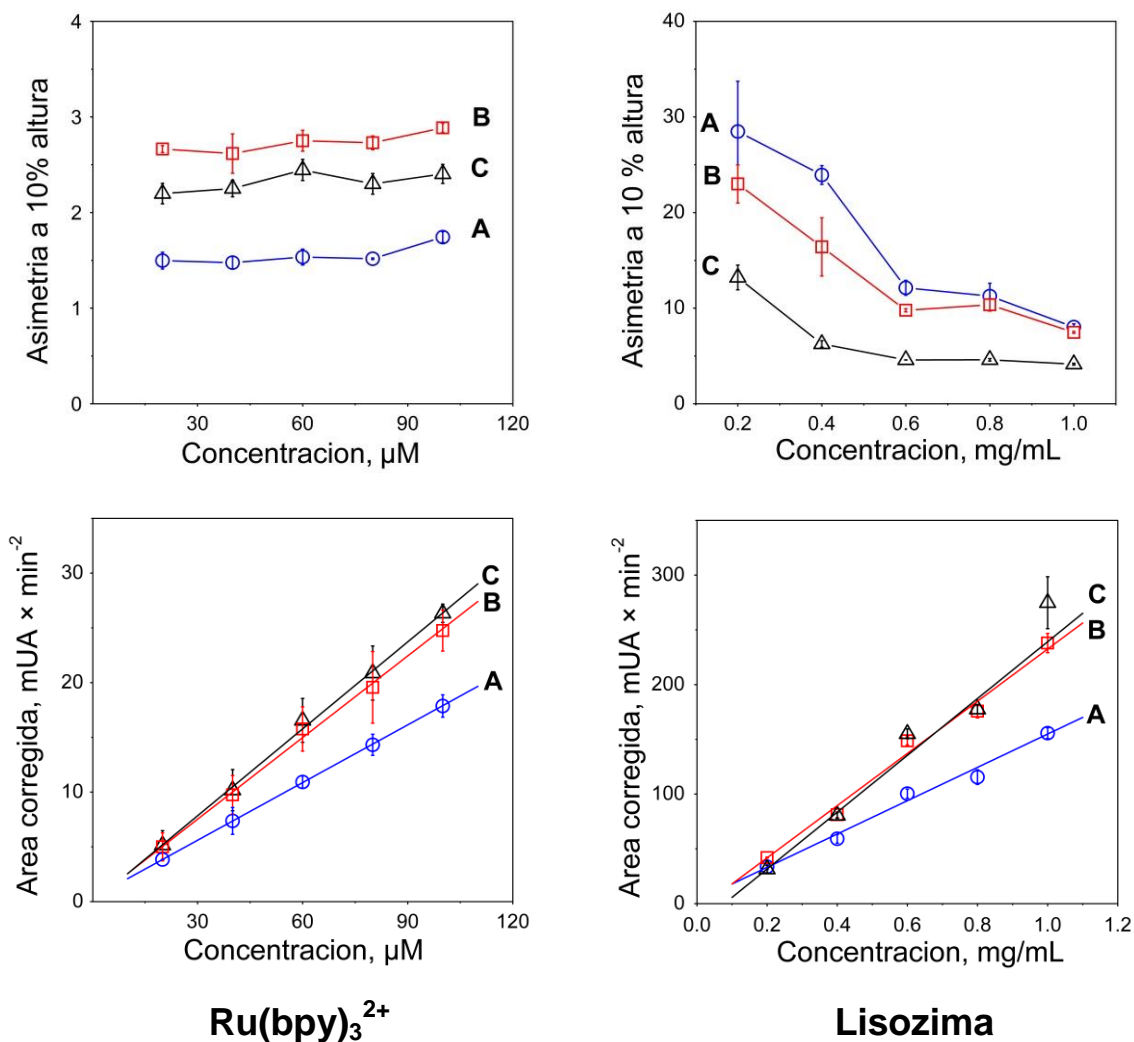 Asimetria a 10% altura
4
3
2
1
0
B
C
A
30 60 90 120
Concentracion, µM
Asimetria a 10 % altura
40
30
20
10
0
A
B
C
0.2 0.4 0.6 0.8 1.0
Concentracion, mg/mL
Area corregida, mUA × min⁻²
30
20
10
0
C
B
A
30 60 90 120
Concentracion, µM
Area corregida, mUA × min⁻²
300
200
100
0
C
B
A
0.0 0.2 0.4 0.6 0.8 1.0 1.2
Concentracion, mg/mL
Ru(bpy)₃²⁺
Lisozima